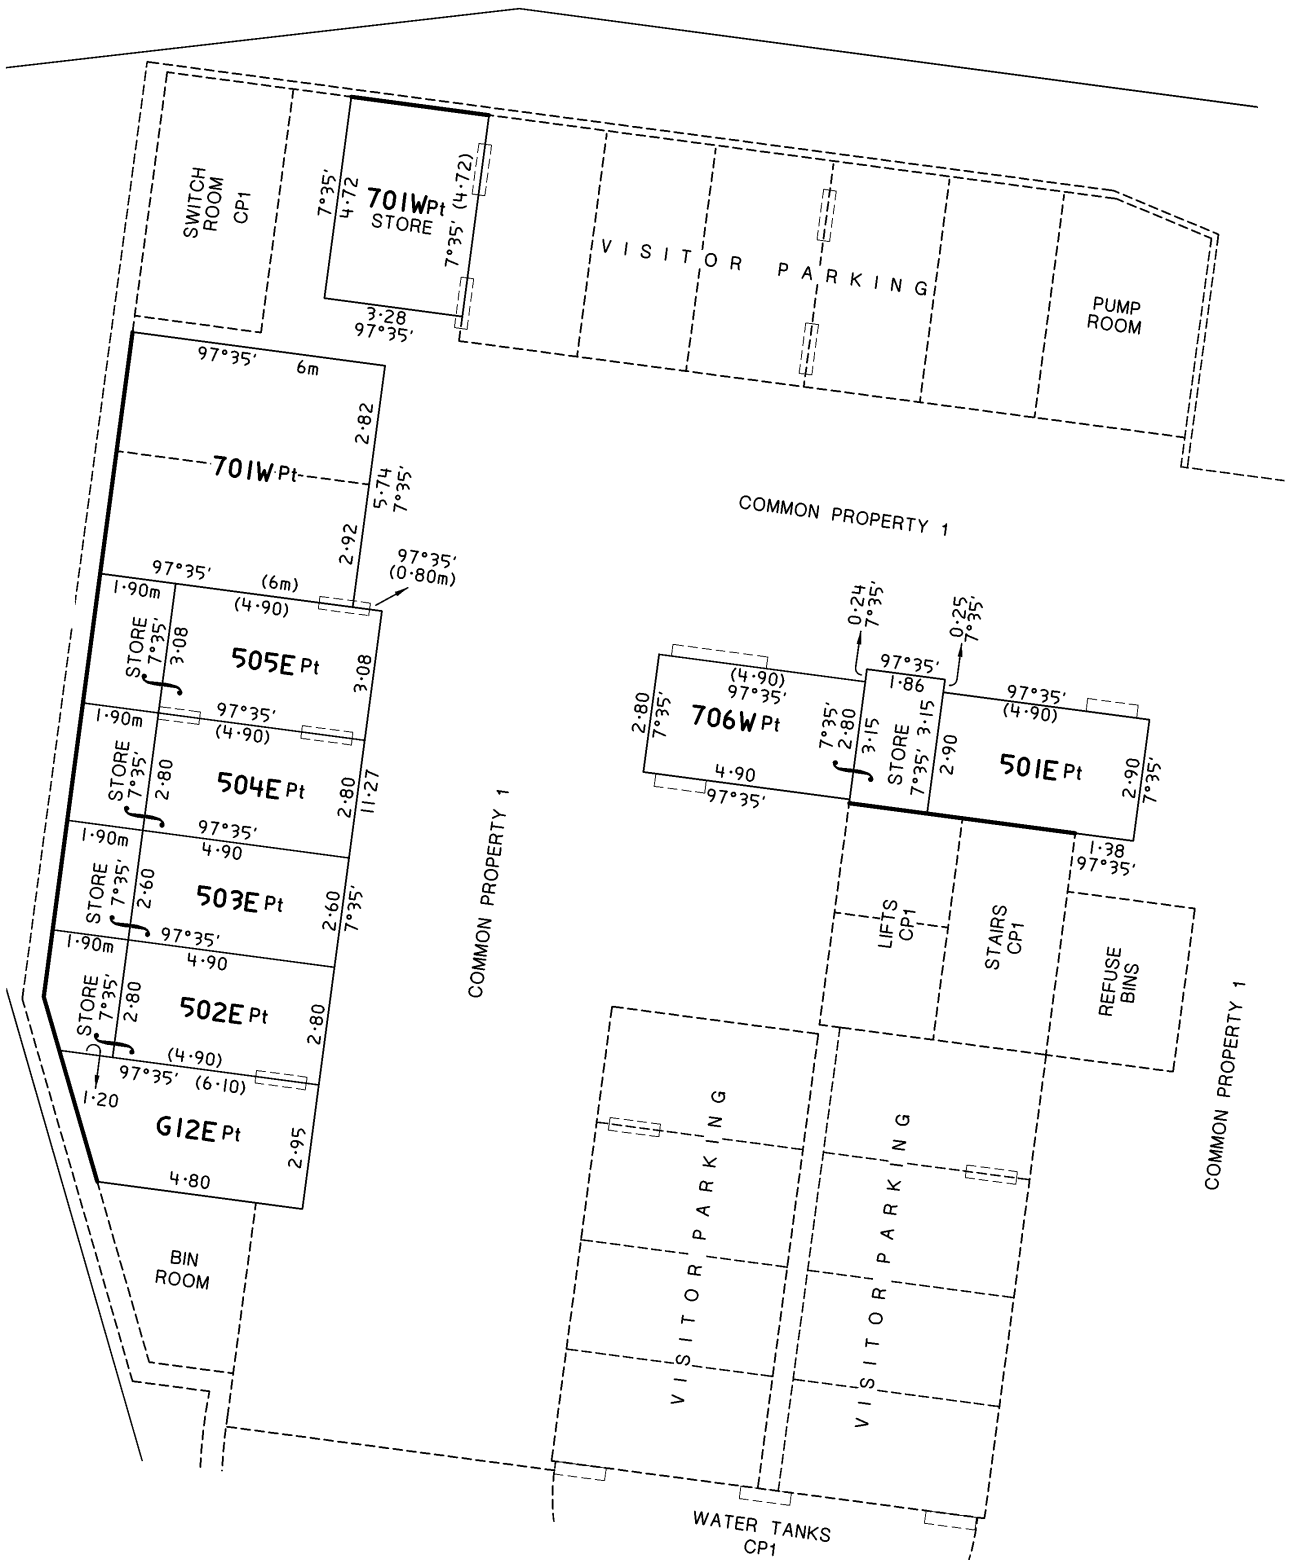 SWITCH
ROOM
CP1
7°35'
4·72
701W Pt
STORE
7°35' (4·72)
3·28
97°35'
VISITOR PARKING
PUMP
ROOM
97°35' 6m
2·82
701W Pt
5·74
7°35'
2·92
97°35'
(0·80m)
COMMON PROPERTY 1
97°35' (6m)
1·90m
(4·90)
STORE
7°35'
3·08
505E Pt
3·08
1·90m
97°35'
(4·90)
STORE
7°35'
2·80
504E Pt
2·80
11·27
1·90m
97°35'
4·90
STORE
7°35'
2·60
503E Pt
2·60
7°35'
1·90m
97°35'
4·90
STORE
7°35'
2·80
502E Pt
2·80
(4·90)
97°35' (6·10)
1·20
G12E Pt
2·95
4·80
BIN
ROOM
COMMON PROPERTY 1
0·24
7°35'
0·25
7°35'
97°35'
1·86
(4·90)
97°35'
2·80
7°35'
706W Pt
7°35'
2·80
3·15
STORE
7°35' 3·15
2·90
97°35'
(4·90)
501E Pt
2·90
7°35'
4·90
97°35'
1·38
97°35'
LIFTS
CP1
STAIRS
CP1
REFUSE
BINS
COMMON PROPERTY 1
VISITOR PARKING
VISITOR PARKING
WATER TANKS
CP1